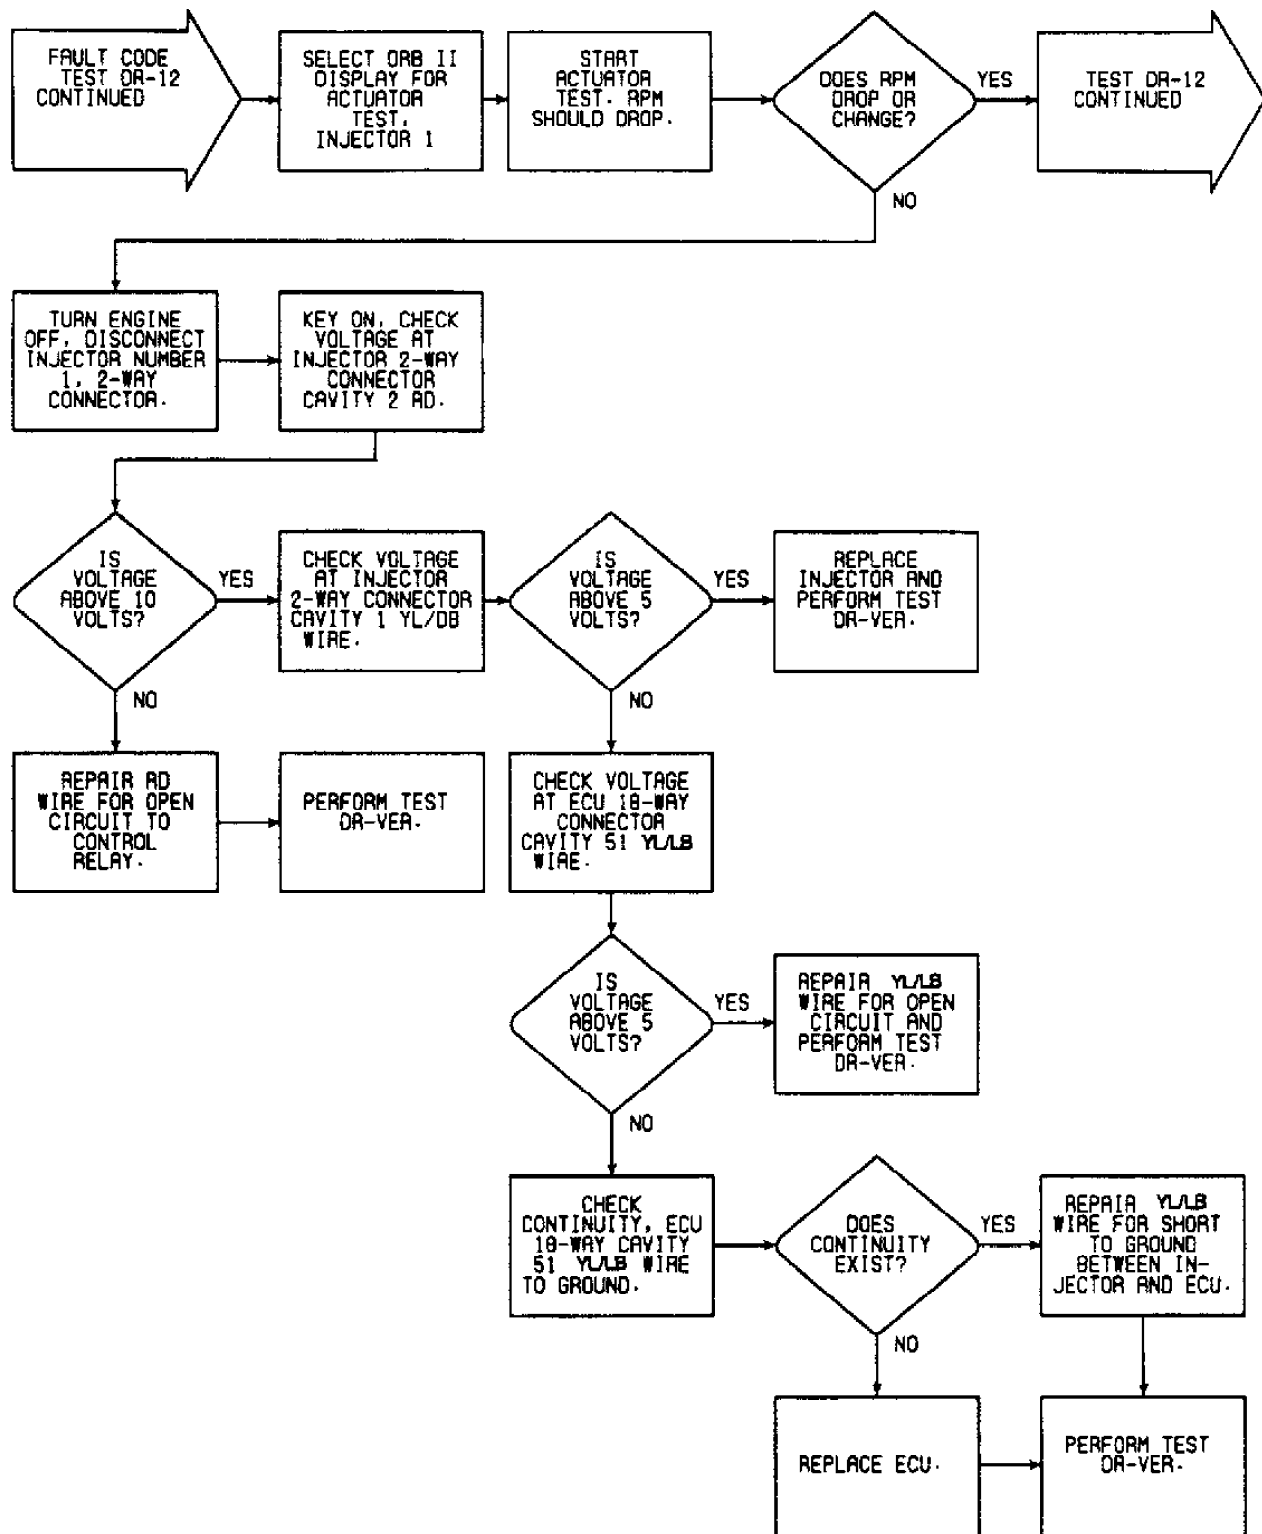 FAULT CODE
TEST DR-12
CONTINUED
SELECT DRB II
DISPLAY FOR
ACTUATOR
TEST,
INJECTOR 1
START
ACTUATOR
TEST. RPM
SHOULD DROP.
DOES RPM
DROP OR
CHANGE?
YES
TEST DR-12
CONTINUED
NO
TURN ENGINE
OFF, DISCONNECT
INJECTOR NUMBER
1, 2-WAY
CONNECTOR.
KEY ON, CHECK
VOLTAGE AT
INJECTOR 2-WAY
CONNECTOR
CAVITY 2 RD.
IS
VOLTAGE
ABOVE 10
VOLTS?
YES
CHECK VOLTAGE
AT INJECTOR
2-WAY CONNECTOR
CAVITY 1 YL/DB
WIRE.
IS
VOLTAGE
ABOVE 5
VOLTS?
YES
REPLACE
INJECTOR AND
PERFORM TEST
DR-VER.
NO
NO
REPAIR RD
WIRE FOR OPEN
CIRCUIT TO
CONTROL
RELAY.
PERFORM TEST
DR-VER.
CHECK VOLTAGE
AT ECU 18-WAY
CONNECTOR
CAVITY 51 YL/LB
WIRE.
IS
VOLTAGE
ABOVE 5
VOLTS?
YES
REPAIR YL/LB
WIRE FOR OPEN
CIRCUIT AND
PERFORM TEST
DR-VER.
NO
CHECK
CONTINUITY, ECU
18-WAY CAVITY
51 YL/LB WIRE
TO GROUND.
DOES
CONTINUITY
EXIST?
YES
REPAIR YL/LB
WIRE FOR SHORT
TO GROUND
BETWEEN IN-
JECTOR AND ECU.
NO
REPLACE ECU.
PERFORM TEST
DR-VER.